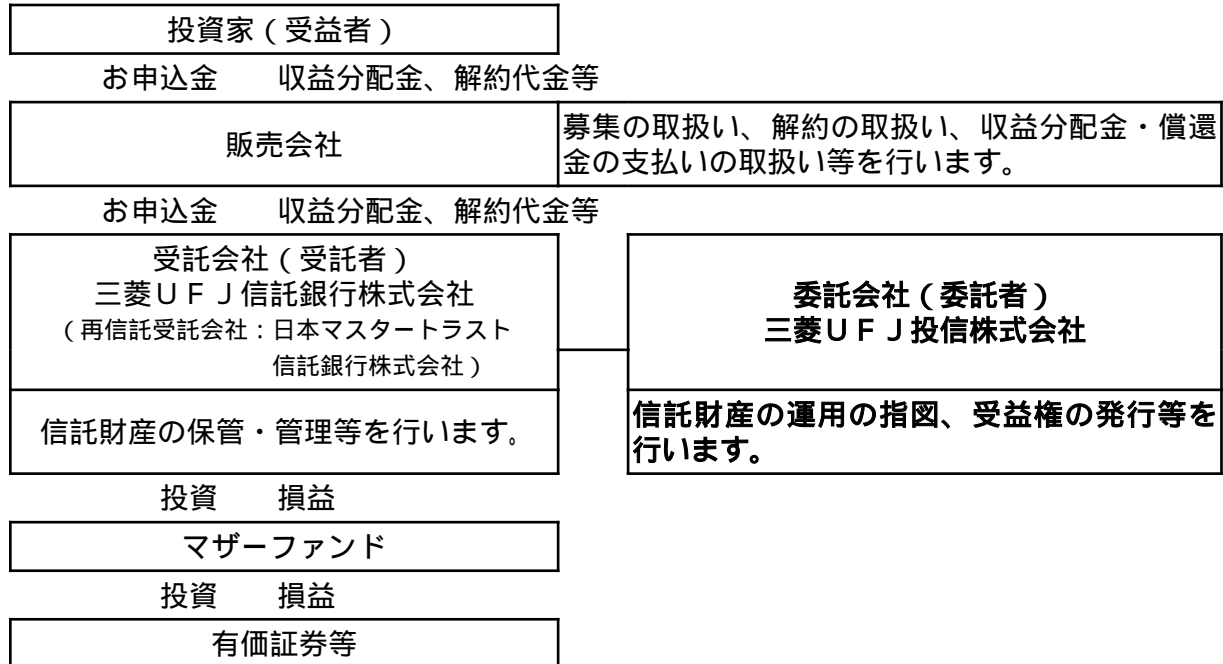 投資家（受益者）
お申込金　　収益分配金、解約代金等
販売会社
募集の取扱い、解約の取扱い、収益分配金・償還
金の支払いの取扱い等を行います。
お申込金　　収益分配金、解約代金等
受託会社（受託者）
三菱ＵＦＪ信託銀行株式会社
（再信託受託会社：日本マスタートラスト
信託銀行株式会社）
委託会社（委託者）
三菱ＵＦＪ投信株式会社
信託財産の保管・管理等を行います。
信託財産の運用の指図、受益権の発行等を
行います。
投資　　損益
マザーファンド
投資　　損益
有価証券等